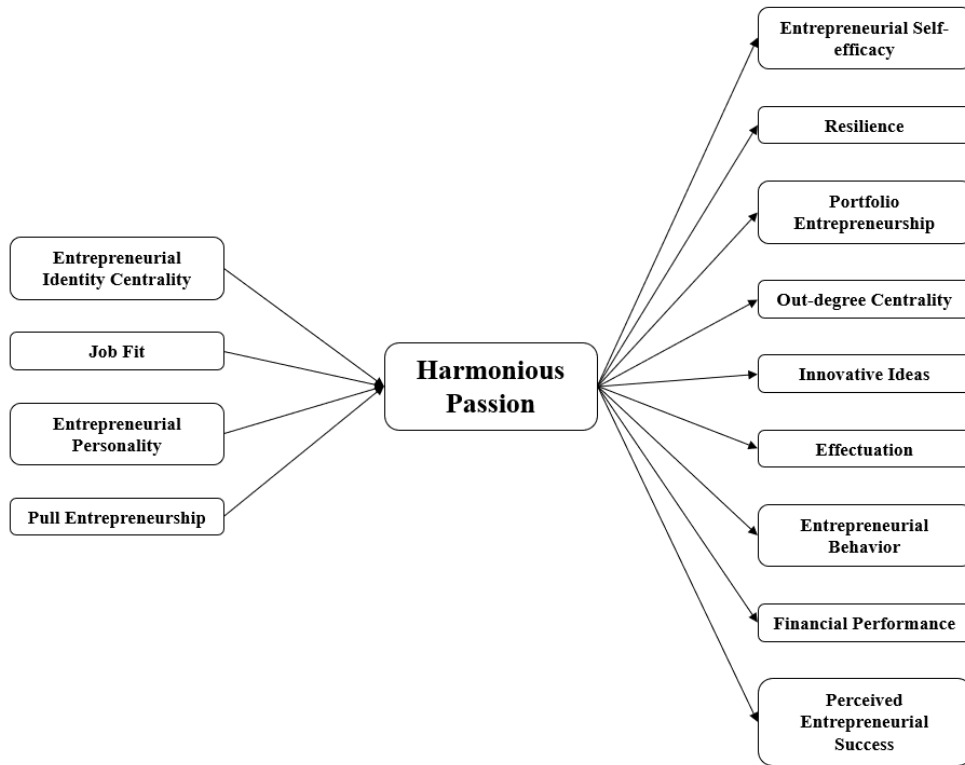 Entrepreneurial
Identity Centrality
Job Fit
Entrepreneurial
Personality
Pull Entrepreneurship
Harmonious
Passion
Entrepreneurial Self-
efficacy
Resilience
Portfolio
Entrepreneurship
Out-degree Centrality
Innovative Ideas
Effectuation
Entrepreneurial
Behavior
Financial Performance
Perceived
Entrepreneurial
Success